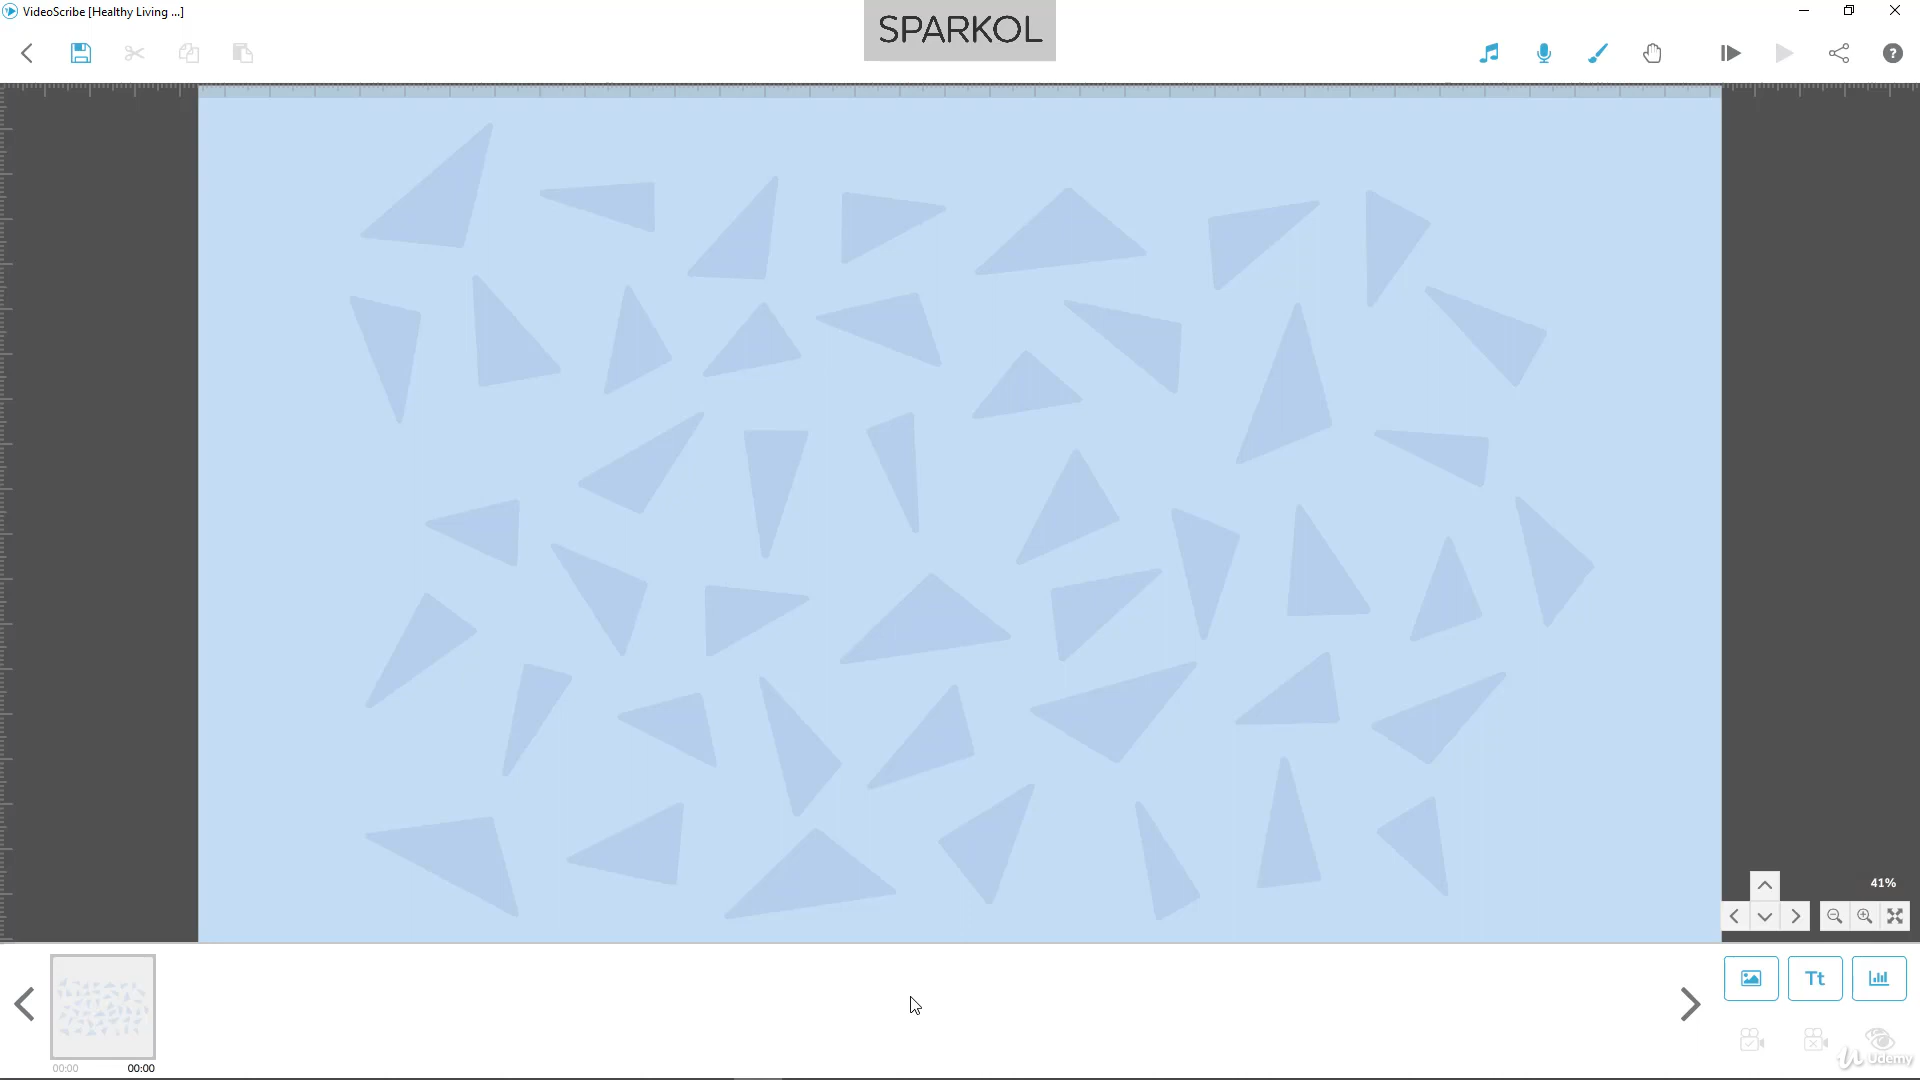 VideoScribe [Healthy Living ...]
SPARKOL
?
41%
Tt
00:00
00:00
Udemy